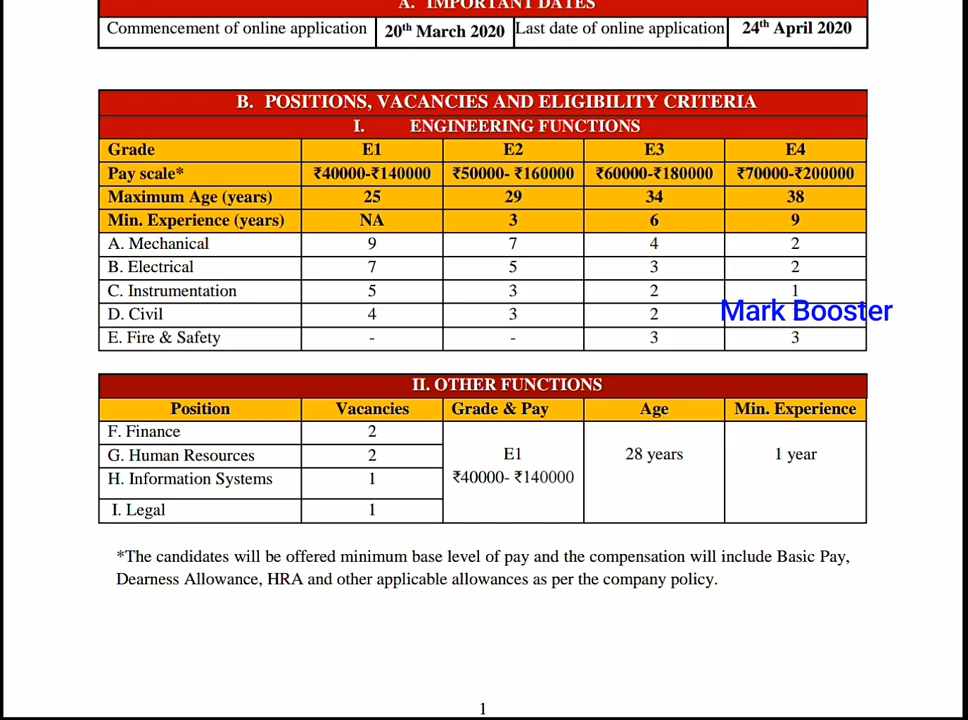 A. IMPORTANT DATES
Commencement of online application 20th March 2020 Last date of online application 24th April 2020
B. POSITIONS, VACANCIES AND ELIGIBILITY CRITERIA
I. ENGINEERING FUNCTIONS
Grade E1 E2 E3 E4
Pay scale* ₹40000-₹140000 ₹50000- ₹160000 ₹60000-₹180000 ₹70000-₹200000
Maximum Age (years) 25 29 34 38
Min. Experience (years) NA 3 6 9
A. Mechanical 9 7 4 2
B. Electrical 7 5 3 2
C. Instrumentation 5 3 2 1
D. Civil 4 3 2
Mark Booster
E. Fire & Safety - - 3 3
II. OTHER FUNCTIONS
Position Vacancies Grade & Pay Age Min. Experience
F. Finance 2
G. Human Resources 2 E1 28 years 1 year
H. Information Systems 1 ₹40000- ₹140000
I. Legal 1
*The candidates will be offered minimum base level of pay and the compensation will include Basic Pay,
Dearness Allowance, HRA and other applicable allowances as per the company policy.
1